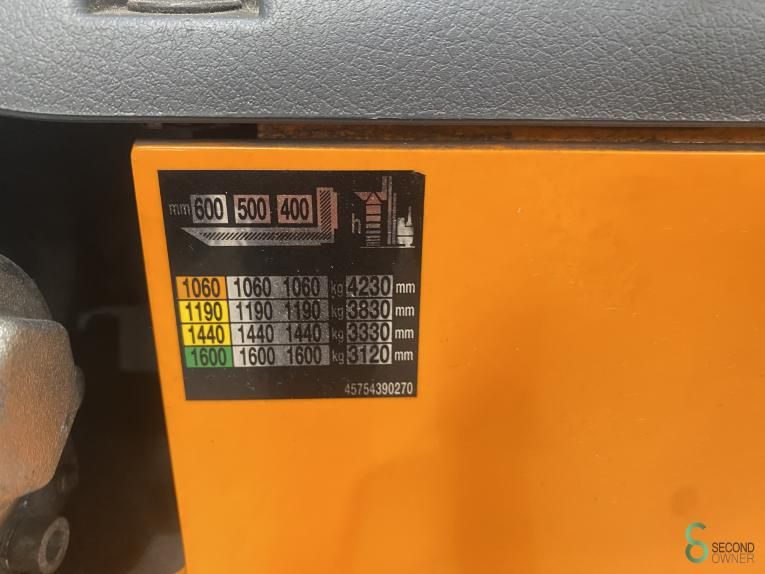 mm 600 500 400
h
1060 1060 1060 kg 4230 mm
1190 1190 1190 kg 3830 mm
1440 1440 1440 kg 3330 mm
1600 1600 1600 kg 3120 mm
45754390270
SECOND
OWNER